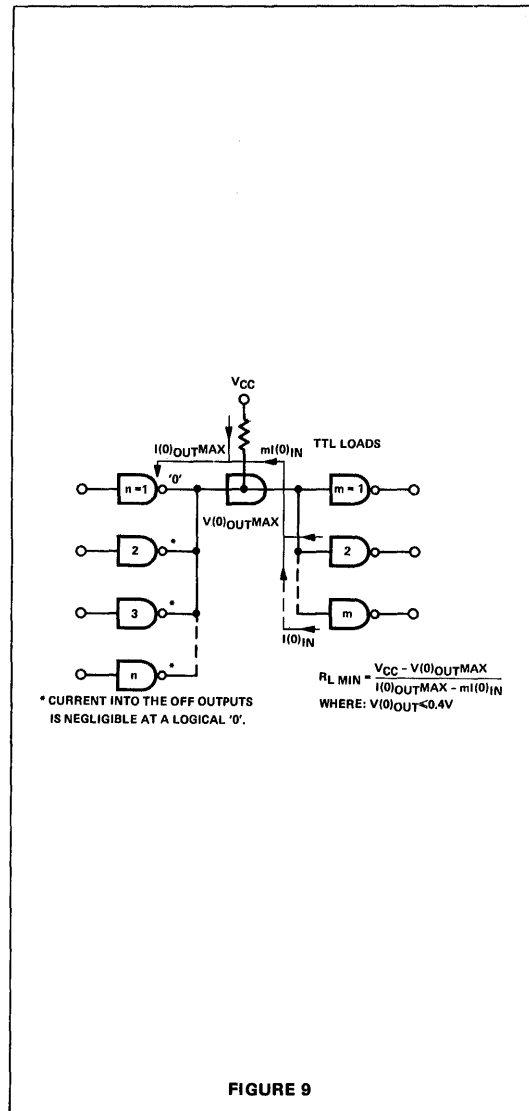 VCC
I(0)OUTMAX
mI(0)IN
TTL LOADS
n=1
'0'
m = 1
V(0)OUTMAX
2
*
2
3
*
m
I(0)IN
n
*
* CURRENT INTO THE OFF OUTPUTS
IS NEGLIGIBLE AT A LOGICAL '0'.
RL MIN = VCC – V(0)OUTMAX
I(0)OUTMAX – mI(0)IN
WHERE: V(0)OUT⩽0.4V
FIGURE 9